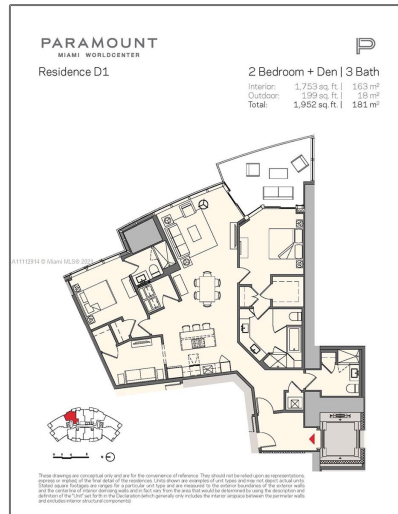 PARAMOUNT
MIAMI WORLDCENTER
P
Residence D1
2 Bedroom + Den | 3 Bath
Interior: 1,753 sq. ft. | 163 m²
Outdoor: 199 sq. ft. | 18 m²
Total: 1,952 sq. ft. | 181 m²
A11112914 © Miami MLS® 2021
These drawings are conceptual only and are for the convenience of reference. They should not be relied upon as representations,
express or implied, of the final detail of the residences. Units shown are examples of unit types and may not depict actual units.
Stated square footages are ranges for a particular unit type and are measured to the exterior boundaries of the exterior walls
and the centerline of interior demising walls and in fact vary from the area that would be determined by using the description and
definition of the "Unit" set forth in the Declaration (which generally only includes the interior airspace between the perimeter walls
and excludes interior structural components).